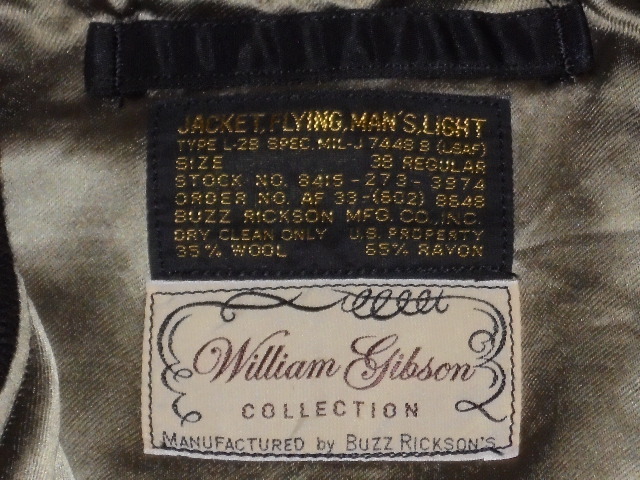 JACKET, FLYING, MAN'S, LIGHT
TYPE L-2B SPEC. MIL-J 7448 B (USAF)
SIZE 38 REGULAR
STOCK NO. 8415-273-3974
ORDER NO. AF 33-(602) 8648
BUZZ RICKSON MFG. CO., INC.
DRY CLEAN ONLY U.S. PROPERTY
35% WOOL 65% RAYON
William Gibson
COLLECTION
MANUFACTURED by BUZZ RICKSON'S